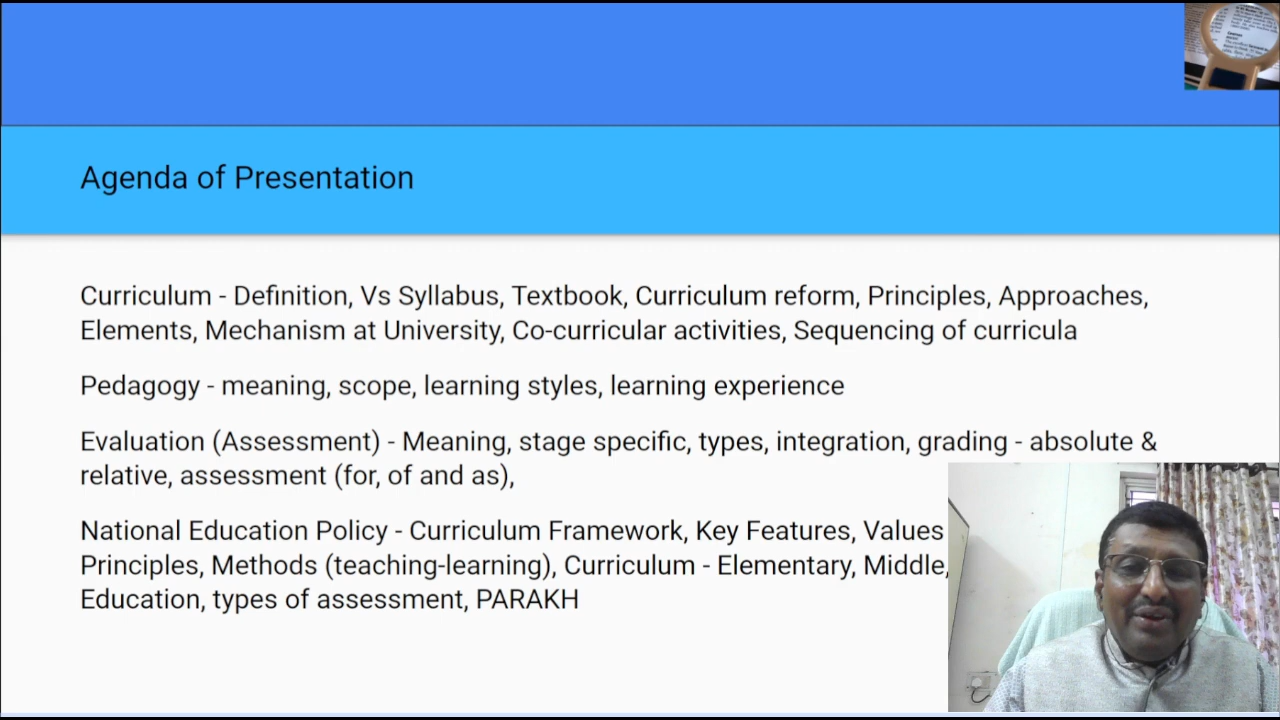 Agenda of Presentation
Curriculum - Definition, Vs Syllabus, Textbook, Curriculum reform, Principles, Approaches,
Elements, Mechanism at University, Co-curricular activities, Sequencing of curricula
Pedagogy - meaning, scope, learning styles, learning experience
Evaluation (Assessment) - Meaning, stage specific, types, integration, grading - absolute &
relative, assessment (for, of and as),
National Education Policy - Curriculum Framework, Key Features, Values
Principles, Methods (teaching-learning), Curriculum - Elementary, Middle,
Education, types of assessment, PARAKH